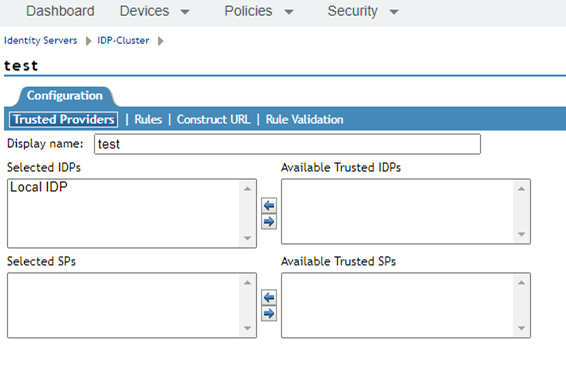 Dashboard Devices Policies Security
Identity Servers IDP-Cluster
test
Configuration
Trusted Providers | Rules | Construct URL | Rule Validation
Display name: test
Selected IDPs Available Trusted IDPs
Local IDP
Selected SPs Available Trusted SPs